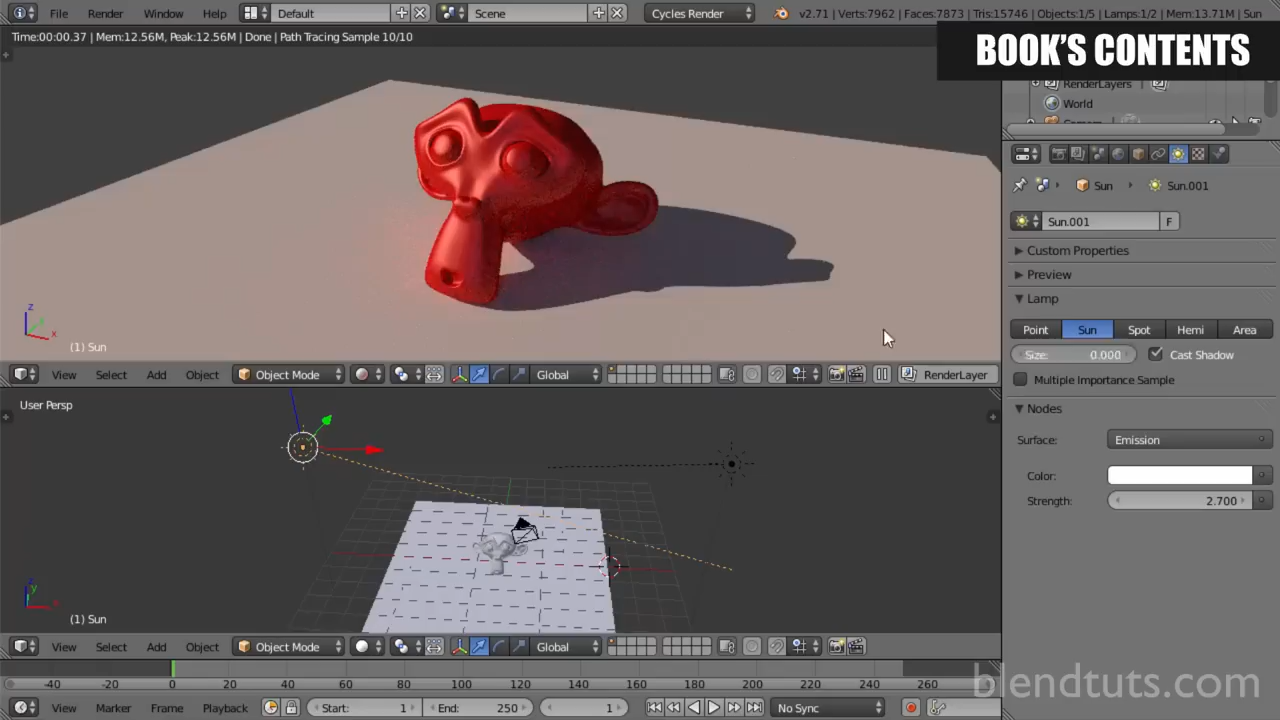 File Render Window Help Default Scene Cycles Render v2.71 | Verts:7962 | Faces:7873 | Tris:15746 | Objects:1/5 | Lamps:1/2 | Mem:13.71M | Sun
Time:00:00.37 | Mem:12.56M, Peak:12.56M | Done | Path Tracing Sample 10/10
BOOK'S CONTENTS
RenderLayers
World
Sun Sun.001
Sun.001 F
Custom Properties
Preview
Lamp
Point Sun Spot Hemi Area
Size: 0.000 Cast Shadow
Multiple Importance Sample
Nodes
Surface: Emission
Color:
Strength: 2.700
z
x
(1) Sun
View Select Add Object Object Mode Global RenderLayer
User Persp
y
x
(1) Sun
View Select Add Object Object Mode Global
-40 -20 0 20 40 60 80 100 120 140 160 180 200 220 240 260
View Marker Frame Playback Start: 1 End: 250 1 No Sync
blendtuts.com